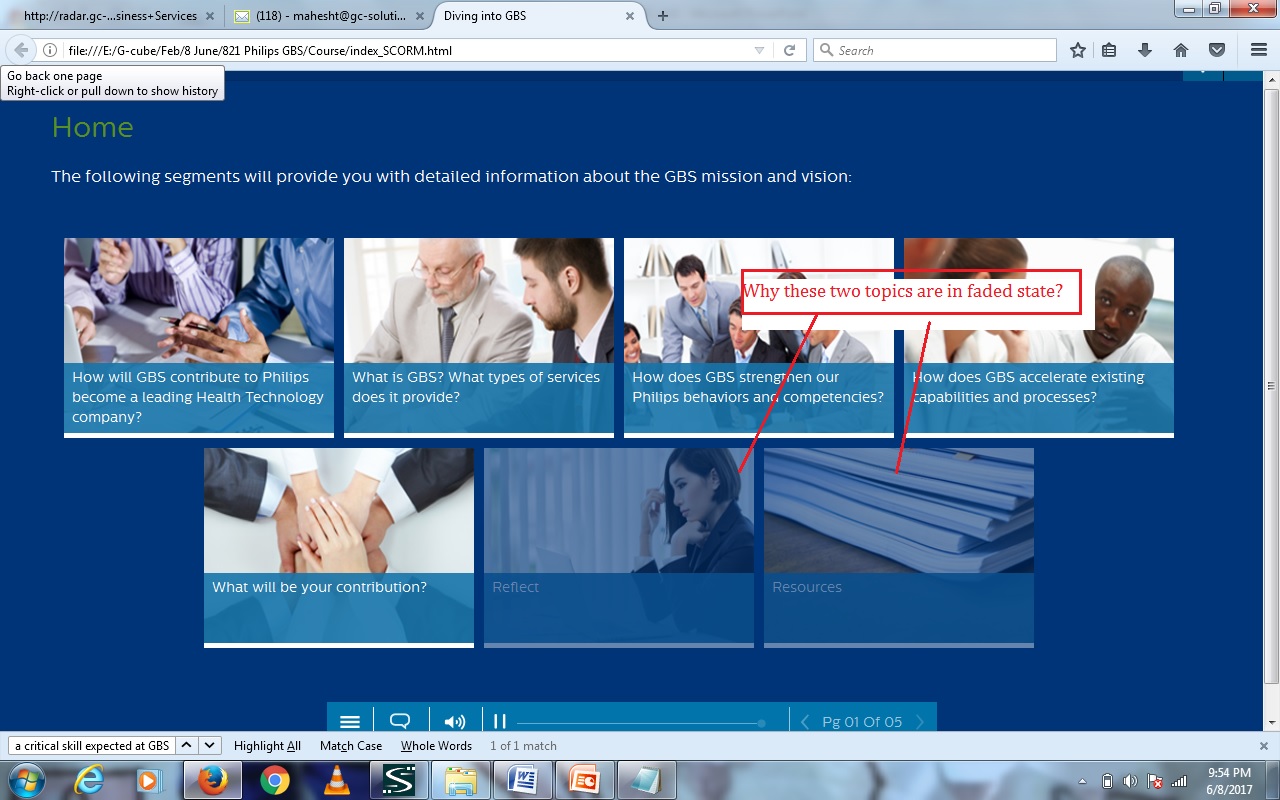 http://radar.gc-...siness+Services
(118) - mahesht@gc-soluti...
Diving into GBS
file:///E:/G-cube/Feb/8 June/821 Philips GBS/Course/index_SCORM.html
Search
Go back one page
Right-click or pull down to show history
Home
The following segments will provide you with detailed information about the GBS mission and vision:
Why these two topics are in faded state?
How will GBS contribute to Philips
become a leading Health Technology
company?
What is GBS? What types of services
does it provide?
How does GBS strengthen our
Philips behaviors and competencies?
How does GBS accelerate existing
capabilities and processes?
What will be your contribution?
Reflect
Resources
Pg 01 Of 05
a critical skill expected at GBS
Highlight All
Match Case
Whole Words
1 of 1 match
9:54 PM
6/8/2017